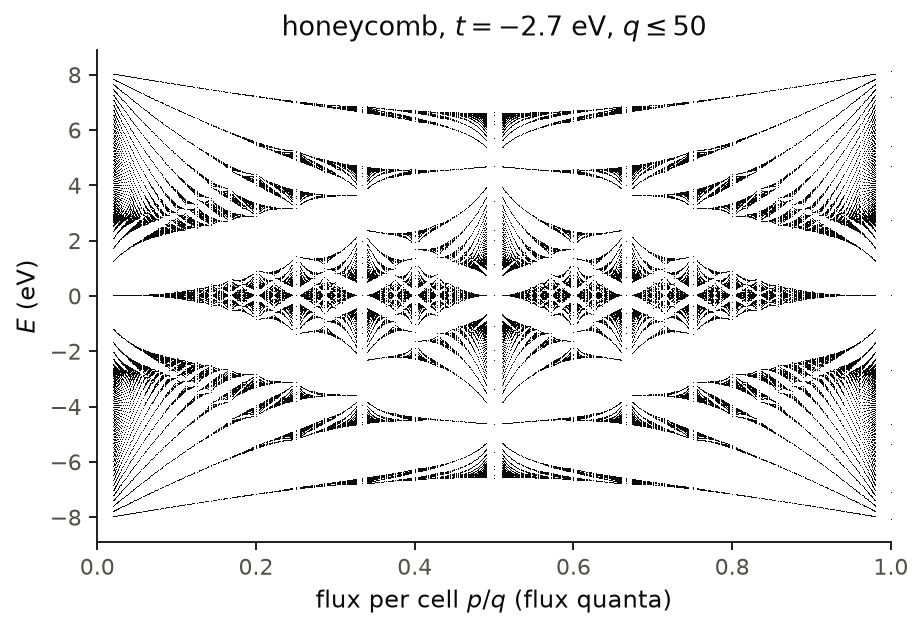 honeycomb, t = −2.7 eV, q ≤ 50
8
6
4
2
0
−2
−4
−6
−8
E (eV)
0.0 0.2 0.4 0.6 0.8 1.0
flux per cell p/q (flux quanta)